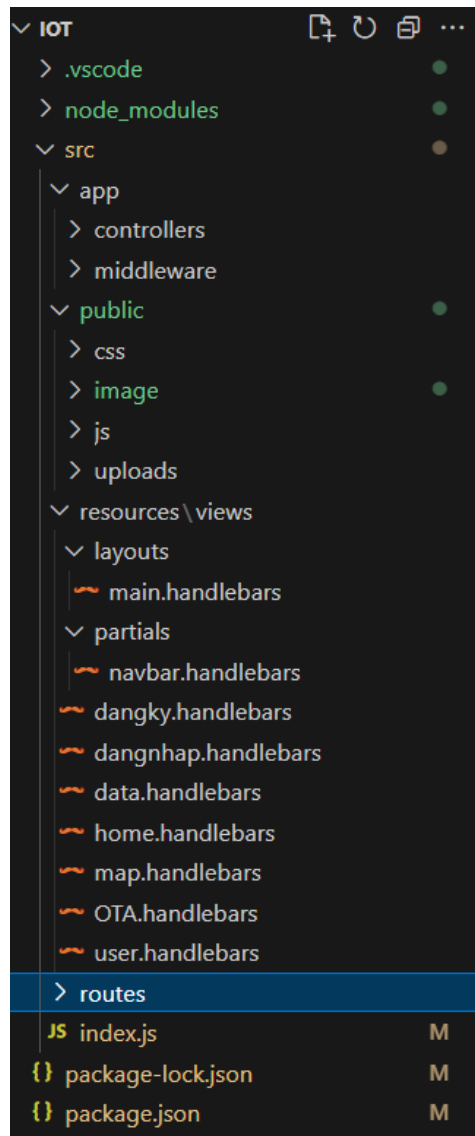 IOT
.vscode
node_modules
src
app
controllers
middleware
public
css
image
js
uploads
resources\views
layouts
main.handlebars
partials
navbar.handlebars
dangky.handlebars
dangnhap.handlebars
data.handlebars
home.handlebars
map.handlebars
OTA.handlebars
user.handlebars
routes
JS index.js M
{} package-lock.json M
{} package.json M